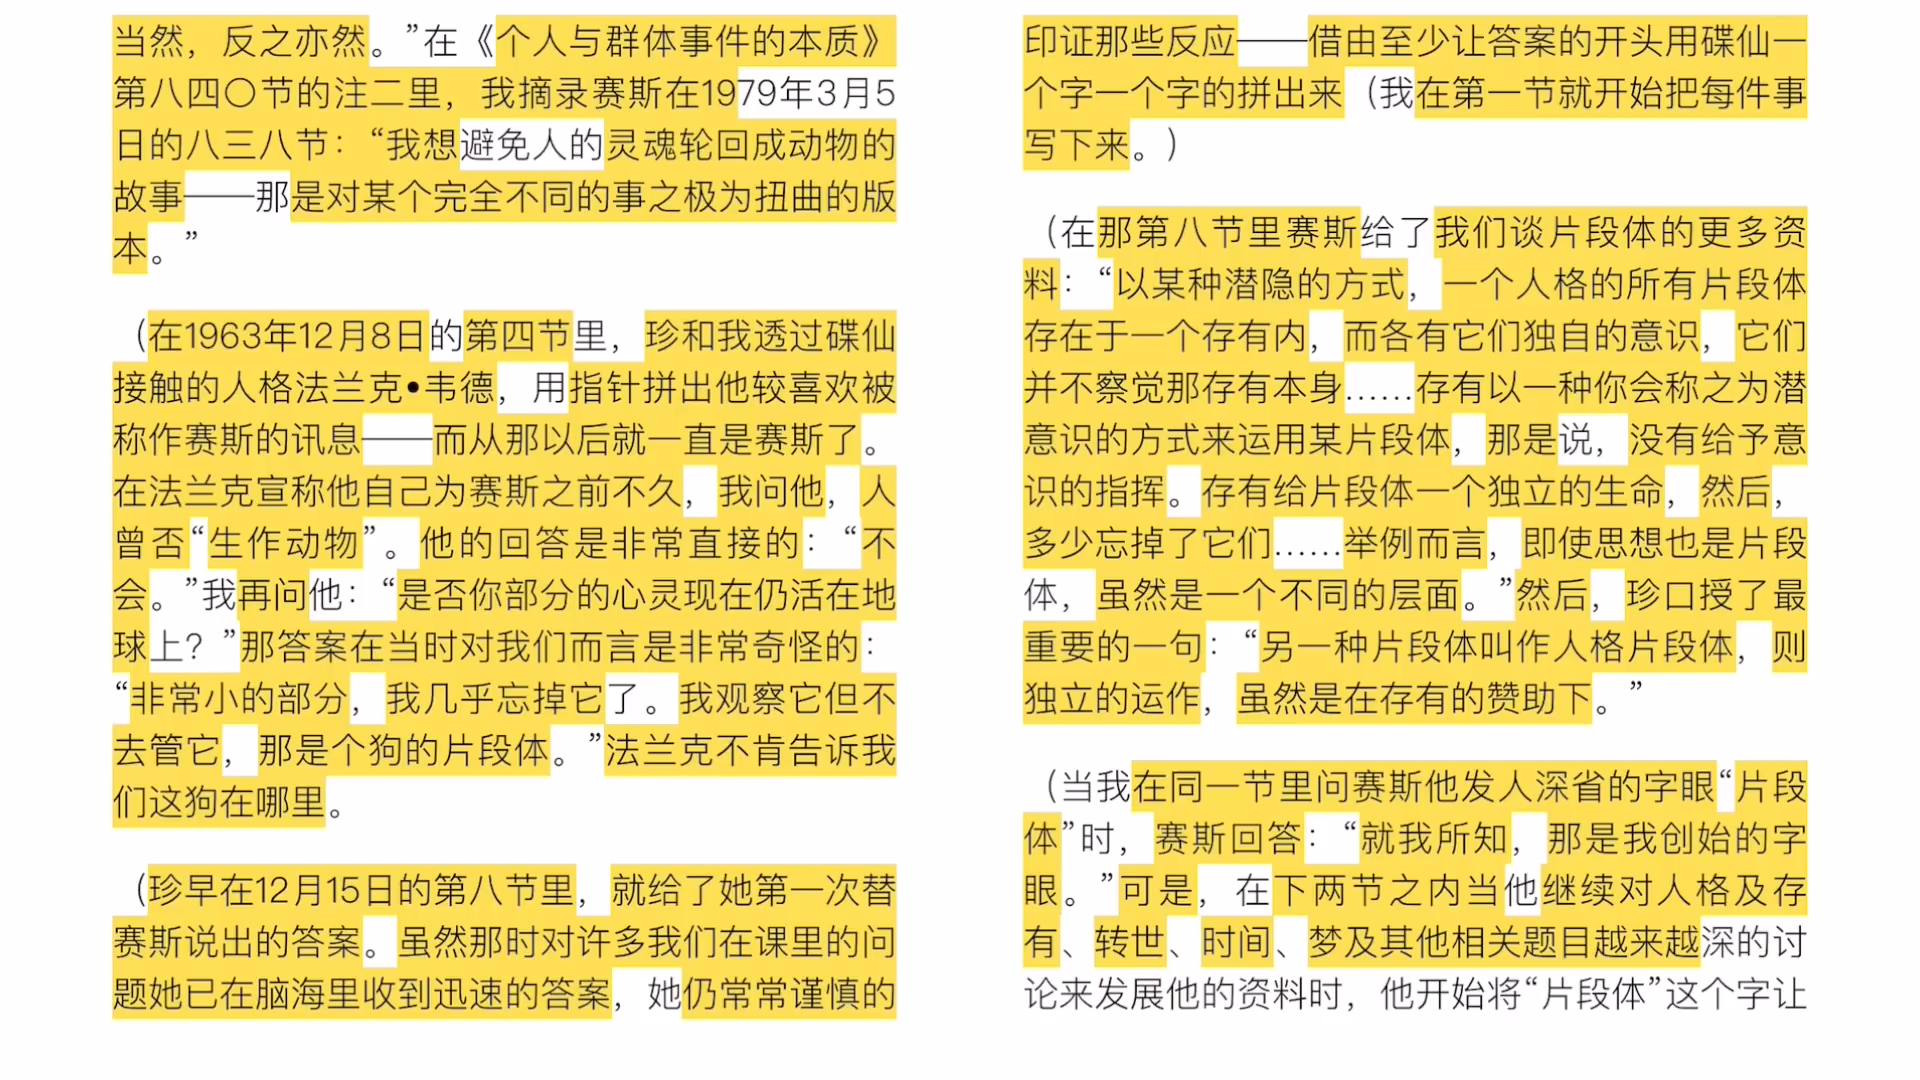 当然，反之亦然。”在《个人与群体事件的本质》
第八四〇节的注二里，我摘录赛斯在1979年3月5
日的八三八节：“我想避免人的灵魂轮回成动物的
故事——那是对某个完全不同的事之极为扭曲的版
本。”
（在1963年12月8日的第四节里，珍和我透过碟仙
接触的人格法兰克•韦德，用指针拼出他较喜欢被
称作赛斯的讯息——而从那以后就一直是赛斯了。
在法兰克宣称他自己为赛斯之前不久，我问他，人
曾否“生作动物”。他的回答是非常直接的：“不
会。”我再问他：“是否你部分的心灵现在仍活在地
球上？”那答案在当时对我们而言是非常奇怪的：
“非常小的部分，我几乎忘掉它了。我观察它但不
去管它，那是个狗的片段体。”法兰克不肯告诉我
们这狗在哪里。
（珍早在12月15日的第八节里，就给了她第一次替
赛斯说出的答案。虽然那时对许多我们在课里的问
题她已在脑海里收到迅速的答案，她仍常常谨慎的
印证那些反应——借由至少让答案的开头用碟仙一
个字一个字的拼出来（我在第一节就开始把每件事
写下来。）
（在那第八节里赛斯给了我们谈片段体的更多资
料：“以某种潜隐的方式，一个人格的所有片段体
存在于一个存有内，而各有它们独自的意识，它们
并不察觉那存有本身……存有以一种你会称之为潜
意识的方式来运用某片段体，那是说，没有给予意
识的指挥。存有给片段体一个独立的生命，然后，
多少忘掉了它们……举例而言，即使思想也是片段
体，虽然是一个不同的层面。”然后，珍口授了最
重要的一句：“另一种片段体叫作人格片段体，则
独立的运作，虽然是在存有的赞助下。”
（当我在同一节里问赛斯他发人深省的字眼“片段
体”时，赛斯回答：“就我所知，那是我创始的字
眼。”可是，在下两节之内当他继续对人格及存
有、转世、时间、梦及其他相关题目越来越深的讨
论来发展他的资料时，他开始将“片段体”这个字让